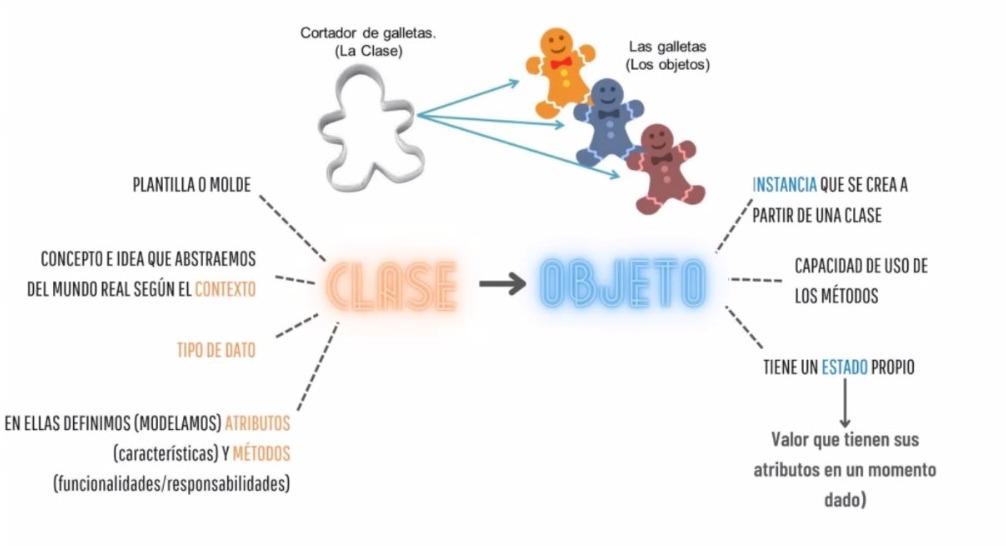 Cortador de galletas.
(La Clase)
Las galletas
(Los objetos)
PLANTILLA O MOLDE
CONCEPTO E IDEA QUE ABSTRAEMOS
DEL MUNDO REAL SEGÚN EL CONTEXTO
TIPO DE DATO
EN ELLAS DEFINIMOS (MODELAMOS) ATRIBUTOS
(características) Y MÉTODOS
(funcionalidades/responsabilidades)
CLASE
OBJETO
INSTANCIA QUE SE CREA A
PARTIR DE UNA CLASE
CAPACIDAD DE USO DE
LOS MÉTODOS
TIENE UN ESTADO PROPIO
Valor que tienen sus
atributos en un momento
dado)